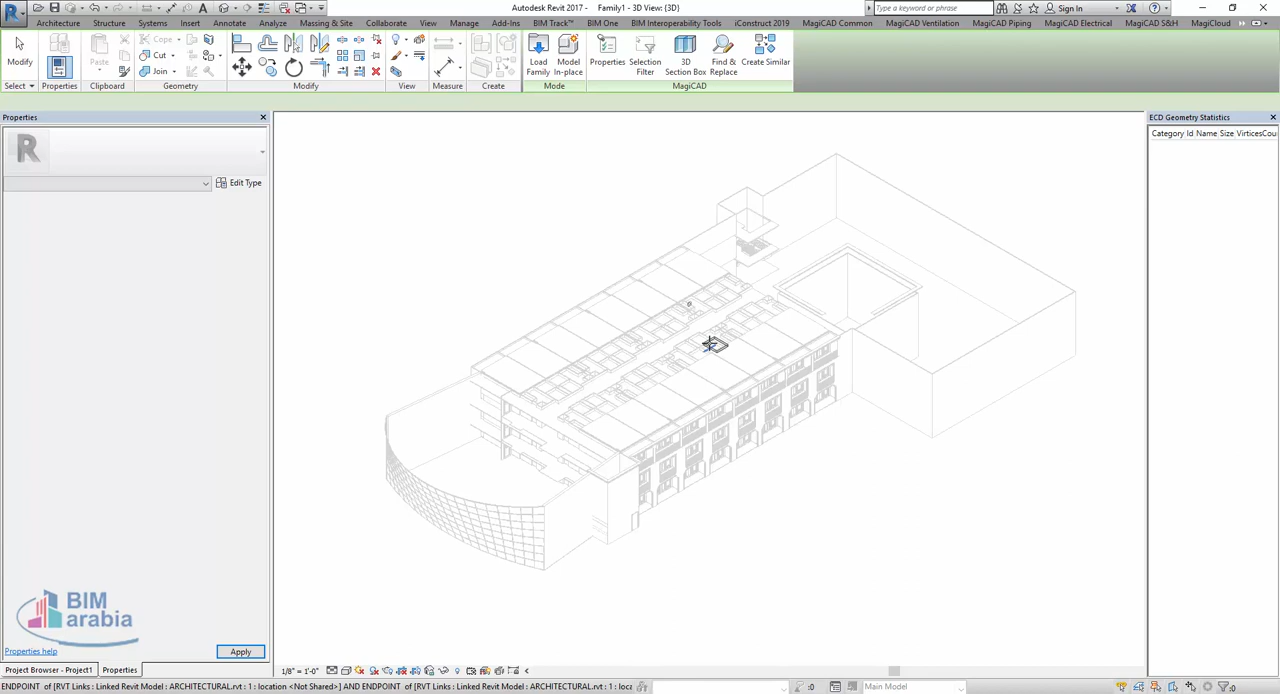 Autodesk Revit 2017 - Family1 - 3D View: {3D}
Type a keyword or phrase
Sign In
Architecture Structure Systems Insert Annotate Analyze Massing & Site Collaborate View Manage Add-Ins BIM Track™ BIM One BIM Interoperability Tools iConstruct 2019 MagiCAD Common MagiCAD Ventilation MagiCAD Piping MagiCAD Electrical MagiCAD S&H MagiCloud
Modify
Paste
Cope
Cut
Join
Load Family
Model In-place
Properties
Selection Filter
3D Section Box
Find & Replace
Create Similar
Select Properties Clipboard Geometry Modify View Measure Create Mode MagiCAD
Properties
ECD Geometry Statistics
Category Id Name Size VirticesCou
R
Edit Type
BIM
arabia
Properties help
Apply
Project Browser - Project1
Properties
1/8" = 1'-0"
ENDPOINT of [RVT Links : Linked Revit Model : ARCHITECTURAL.rvt : 1 : location <Not Shared>] AND ENDPOINT of [RVT Links : Linked Revit Model : ARCHITECTURAL.rvt : 1 : loca
:0
Main Model
:0